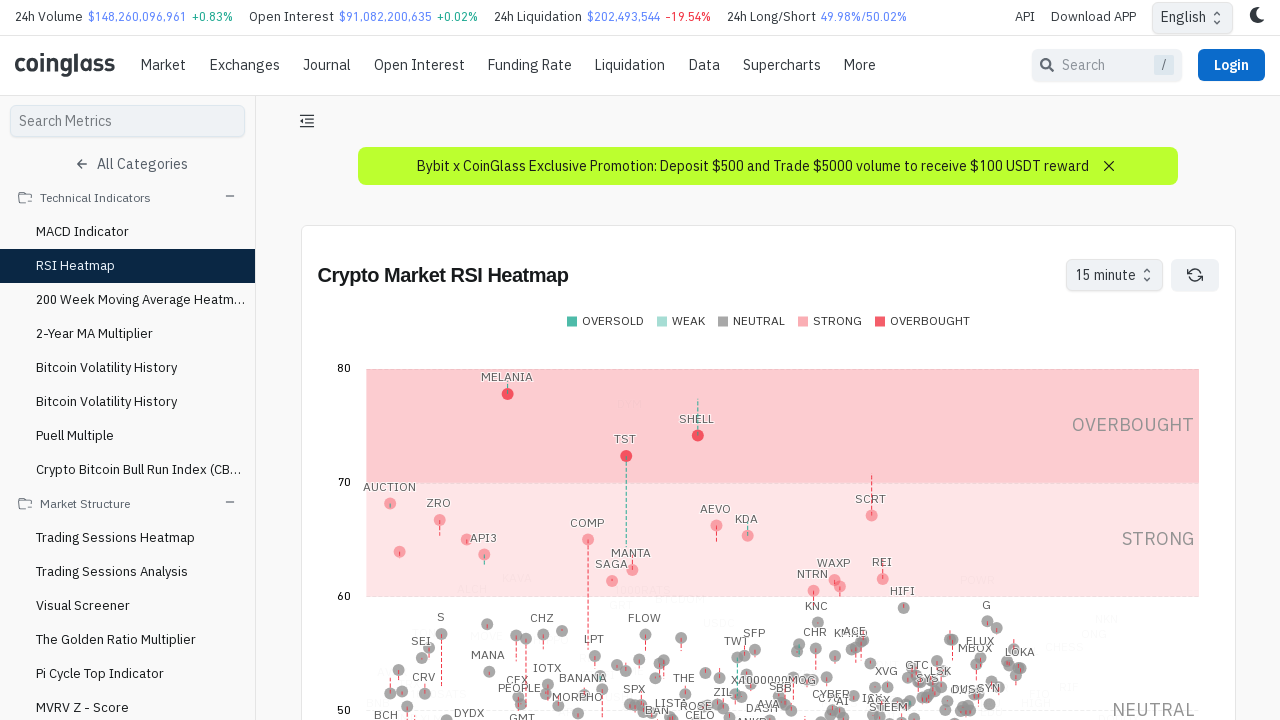 24h Volume $148,260,096,961 +0.83% Open Interest $91,082,200,635 +0.02% 24h Liquidation $202,493,544 -19.54% 24h Long/Short 49.98%/50.02% API Download APP English
coinglass Market Exchanges Journal Open Interest Funding Rate Liquidation Data Supercharts More Search / Login
Search Metrics
All Categories
Technical Indicators
MACD Indicator
RSI Heatmap
200 Week Moving Average Heatm...
2-Year MA Multiplier
Bitcoin Volatility History
Bitcoin Volatility History
Puell Multiple
Crypto Bitcoin Bull Run Index (CB...
Market Structure
Trading Sessions Heatmap
Trading Sessions Analysis
Visual Screener
The Golden Ratio Multiplier
Pi Cycle Top Indicator
MVRV Z - Score
Bybit x CoinGlass Exclusive Promotion: Deposit $500 and Trade $5000 volume to receive $100 USDT reward
Crypto Market RSI Heatmap
15 minute
OVERSOLD WEAK NEUTRAL STRONG OVERBOUGHT
80
MELANIA
SHELL
OVERBOUGHT
TST
70
AUCTION
SCRT
ZRO
AEVO
COMP
KDA
API3
STRONG
MANTA
SAGA
WAXP
REI
NTRN
HIFI
60
KNC
G
S
CHZ
FLOW
SFP
CHR
ACE
SEI
LPT
TWT
FLUX
MBOX
LOKA
MANA
IOTX
GTC
XVG
LSK
CRV
CFX
BANANA
THE
SYS
PEOPLE
SPX
MOG
SYN
MORPHO
ZIL
CYBER
AI
LISTA
ROSE
AVA
STEEM
DASH
50
NEUTRAL
BCH
DYDX
GMT
BAN
CELO